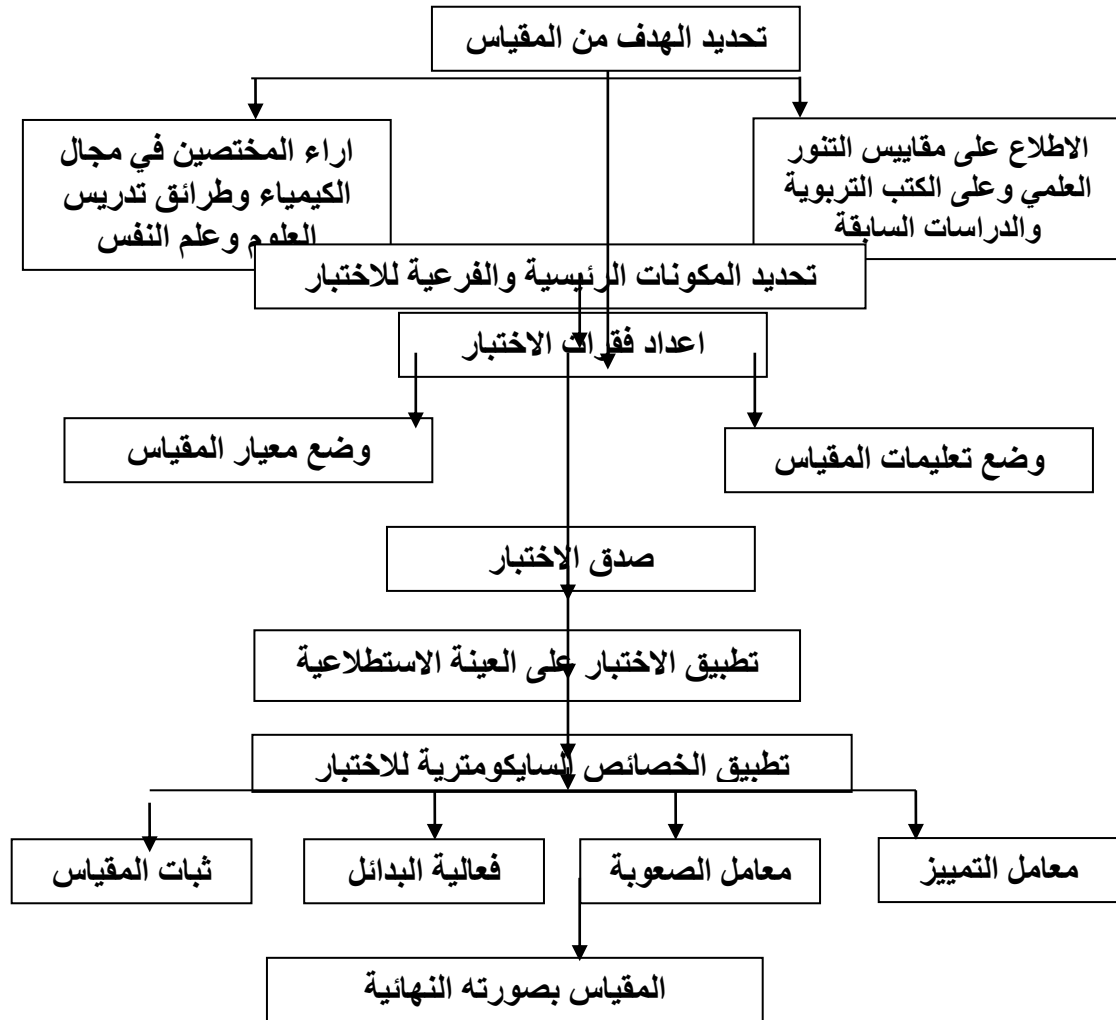 تحديد الهدف من المقياس
الاطلاع على مقاييس التنور
العلمي وعلى الكتب التربوية
والدراسات السابقة
اراء المختصين في مجال
الكيمياء وطرائق تدريس
العلوم وعلم النفس
تحديد المكونات الرئيسية والفرعية للاختبار
اعداد فقرات الاختبار
وضع تعليمات المقياس
وضع معيار المقياس
صدق الاختبار
تطبيق الاختبار على العينة الاستطلاعية
تطبيق الخصائص السايكومترية للاختبار
معامل التمييز
معامل الصعوبة
فعالية البدائل
ثبات المقياس
المقياس بصورته النهائية